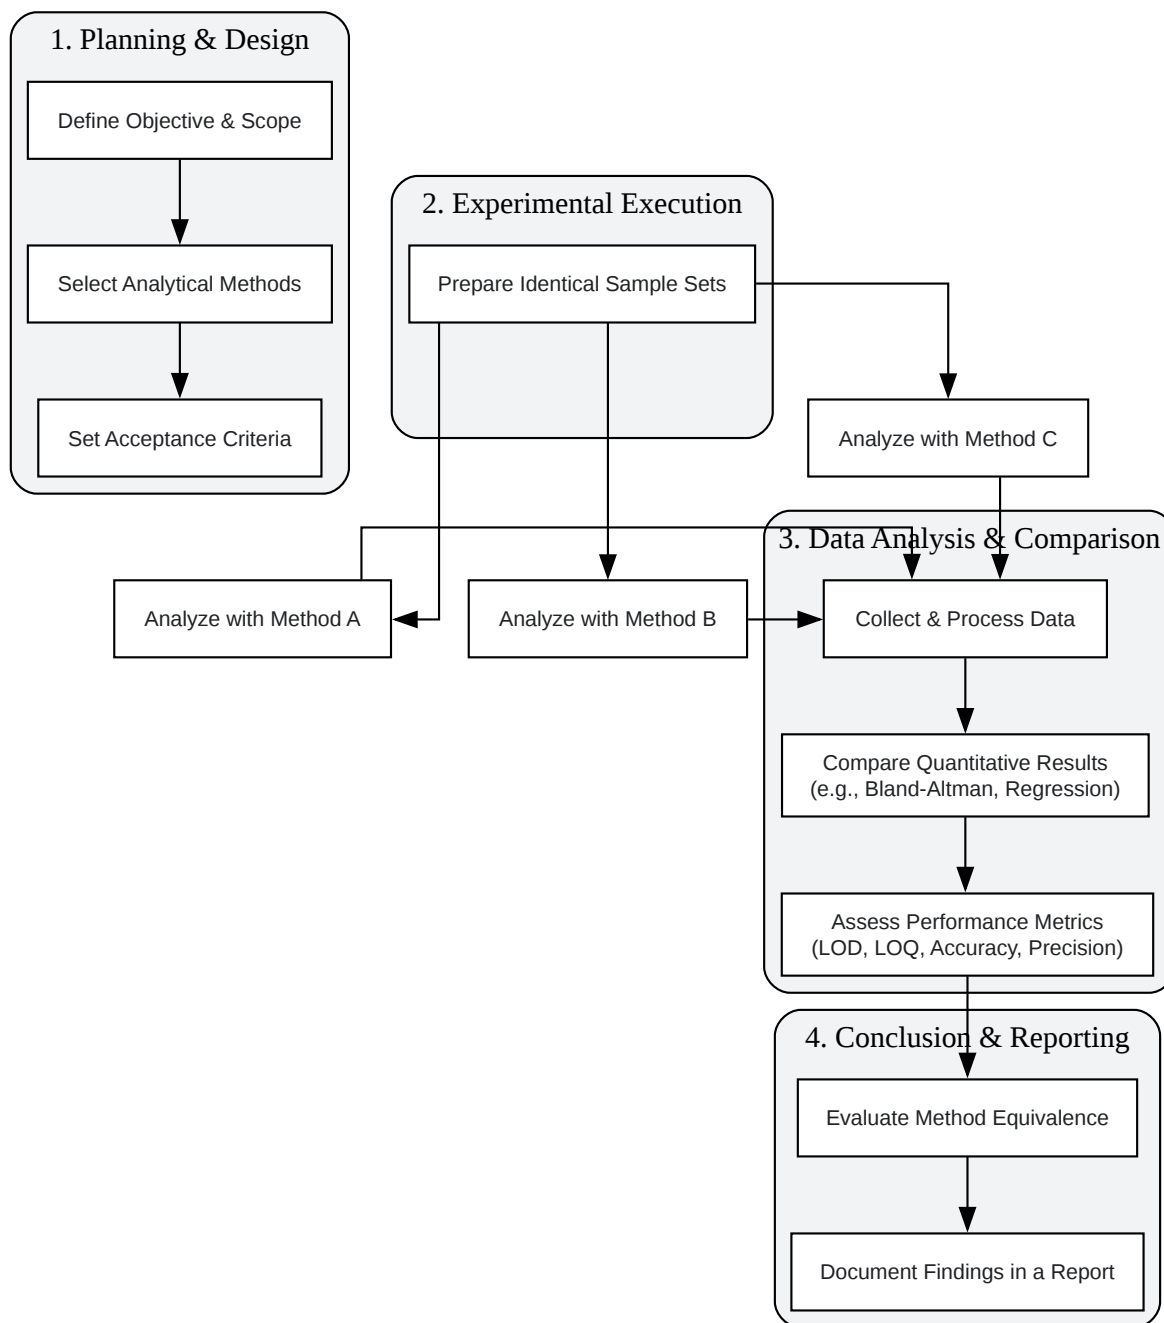 1. Planning & Design
Define Objective & Scope
Select Analytical Methods
Set Acceptance Criteria
2. Experimental Execution
Prepare Identical Sample Sets
Analyze with Method C
Analyze with Method A
Analyze with Method B
3. Data Analysis & Comparison
Collect & Process Data
Compare Quantitative Results
(e.g., Bland-Altman, Regression)
Assess Performance Metrics
(LOD, LOQ, Accuracy, Precision)
4. Conclusion & Reporting
Evaluate Method Equivalence
Document Findings in a Report